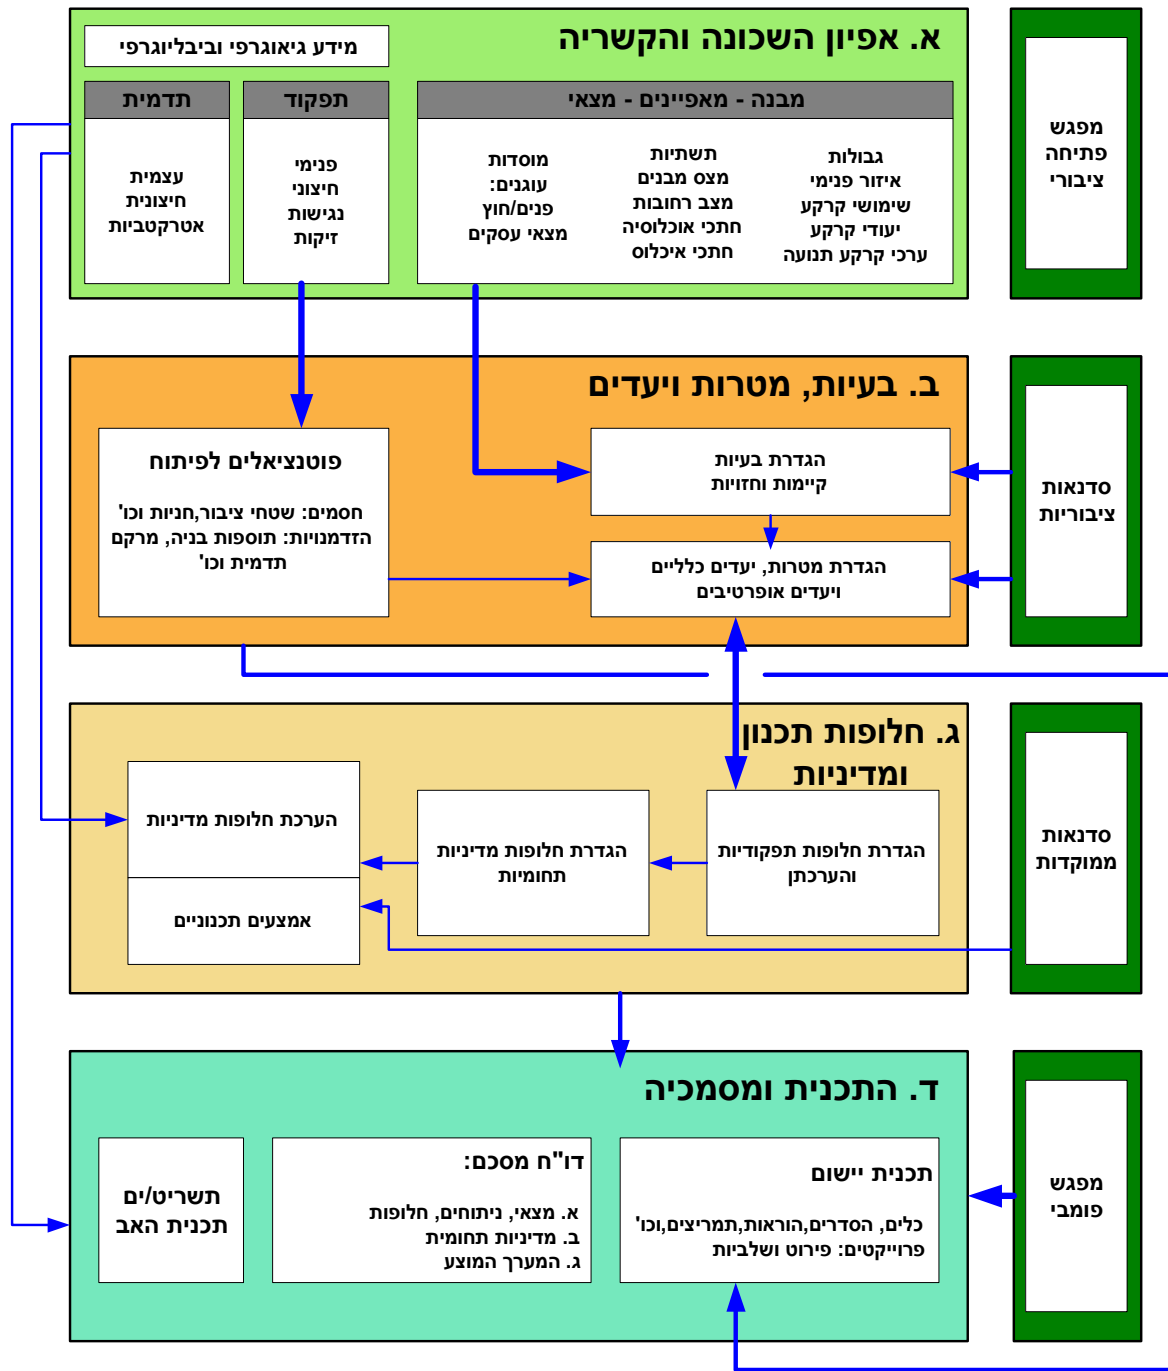 א. אפיון השכונה והקשריה
מידע גיאוגרפי וביבליוגרפי
מבנה - מאפיינים - מצאי
גבולות
איזור פנימי
שימושי קרקע
יעודי קרקע
ערכי קרקע תנועה
תשתיות
מצס מבנים
מצב רחובות
חתכי אוכלוסיה
חתכי איכלוס
מוסדות
עוגנים:
פנים/חוץ
מצאי עסקים
תפקוד
פנימי
חיצוני
נגישות
זיקות
תדמית
עצמית
חיצונית
אטרקטביות
מפגש
פתיחה
ציבורי
ב. בעיות, מטרות ויעדים
הגדרת בעיות
קיימות וחזויות
הגדרת מטרות, יעדים כלליים
ויעדים אופרטיבים
פוטנציאלים לפיתוח
חסמים: שטחי ציבור,חניות וכו'
הזדמנויות: תוספות בניה, מרקם
תדמית וכו'
סדנאות
ציבוריות
ג. חלופות תכנון
ומדיניות
הגדרת חלופות תפקודיות
והערכתן
הגדרת חלופות מדיניות
תחומיות
הערכת חלופות מדיניות
אמצעים תכנוניים
סדנאות
ממוקדות
ד. התכנית ומסמכיה
תכנית יישום
כלים, הסדרים,הוראות,תמריצים,וכו'
פרוייקטים: פירוט ושלביות
דו"ח מסכם:
א. מצאי, ניתוחים, חלופות
ב. מדיניות תחומית
ג. המערך המוצע
תשריט/ים
תכנית האב
מפגש
פומבי